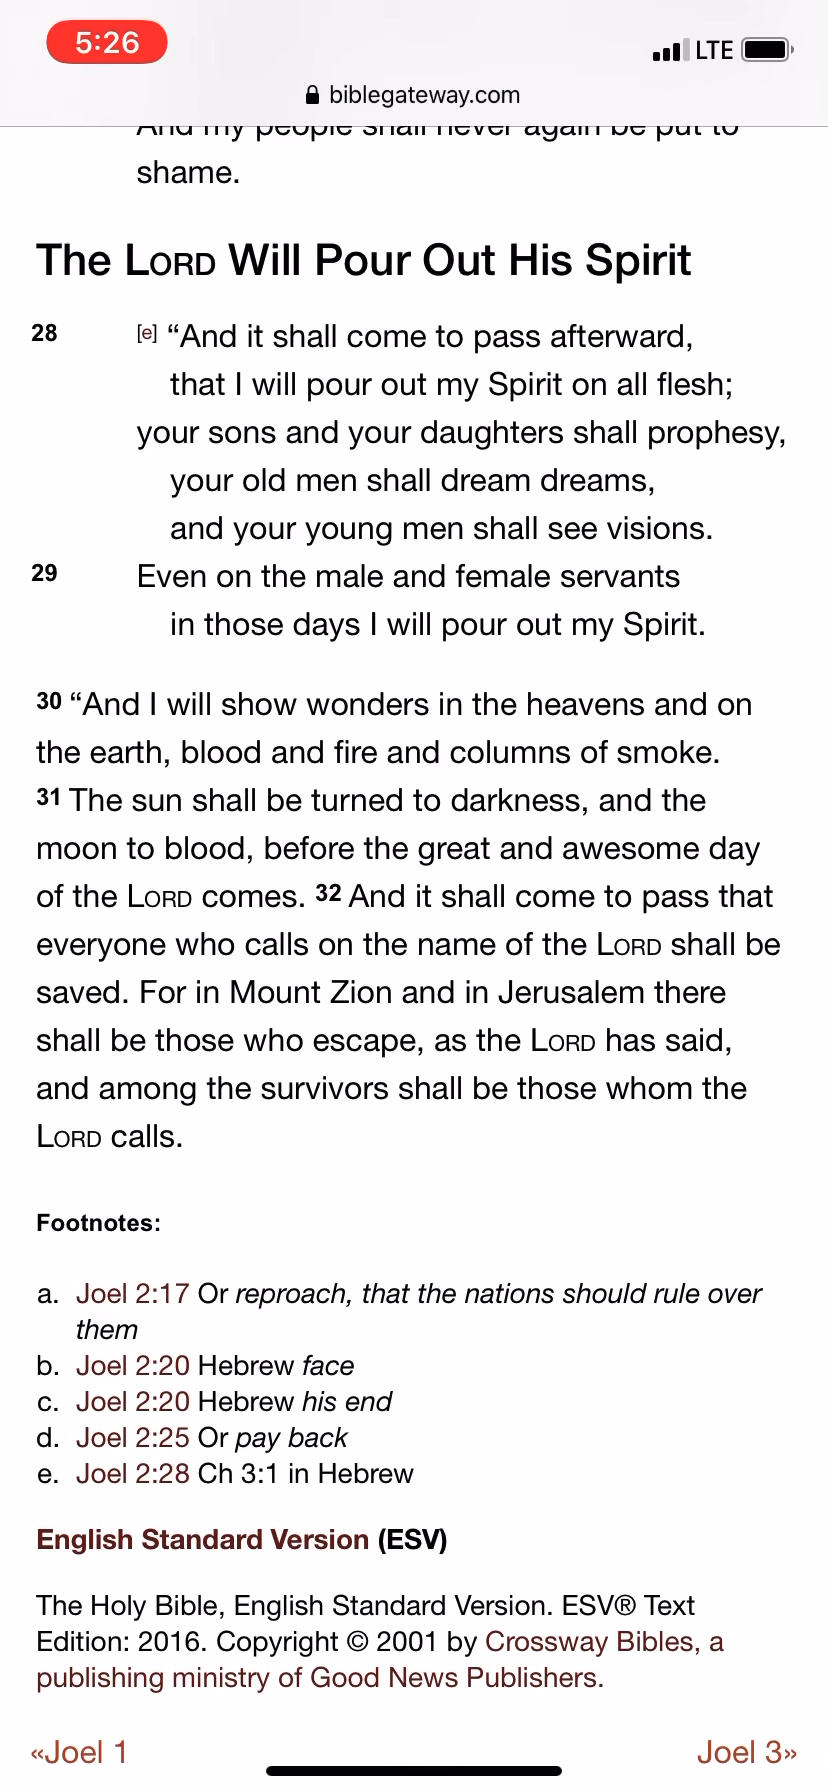 5:26
LTE
biblegateway.com
And my people shall never again be put to
shame.
The LORD Will Pour Out His Spirit
28 [e] “And it shall come to pass afterward,
that I will pour out my Spirit on all flesh;
your sons and your daughters shall prophesy,
your old men shall dream dreams,
and your young men shall see visions.
29 Even on the male and female servants
in those days I will pour out my Spirit.
30 “And I will show wonders in the heavens and on
the earth, blood and fire and columns of smoke.
31 The sun shall be turned to darkness, and the
moon to blood, before the great and awesome day
of the LORD comes. 32 And it shall come to pass that
everyone who calls on the name of the LORD shall be
saved. For in Mount Zion and in Jerusalem there
shall be those who escape, as the LORD has said,
and among the survivors shall be those whom the
LORD calls.
Footnotes:
a. Joel 2:17 Or reproach, that the nations should rule over
them
b. Joel 2:20 Hebrew face
c. Joel 2:20 Hebrew his end
d. Joel 2:25 Or pay back
e. Joel 2:28 Ch 3:1 in Hebrew
English Standard Version (ESV)
The Holy Bible, English Standard Version. ESV® Text
Edition: 2016. Copyright © 2001 by Crossway Bibles, a
publishing ministry of Good News Publishers.
«Joel 1 Joel 3»